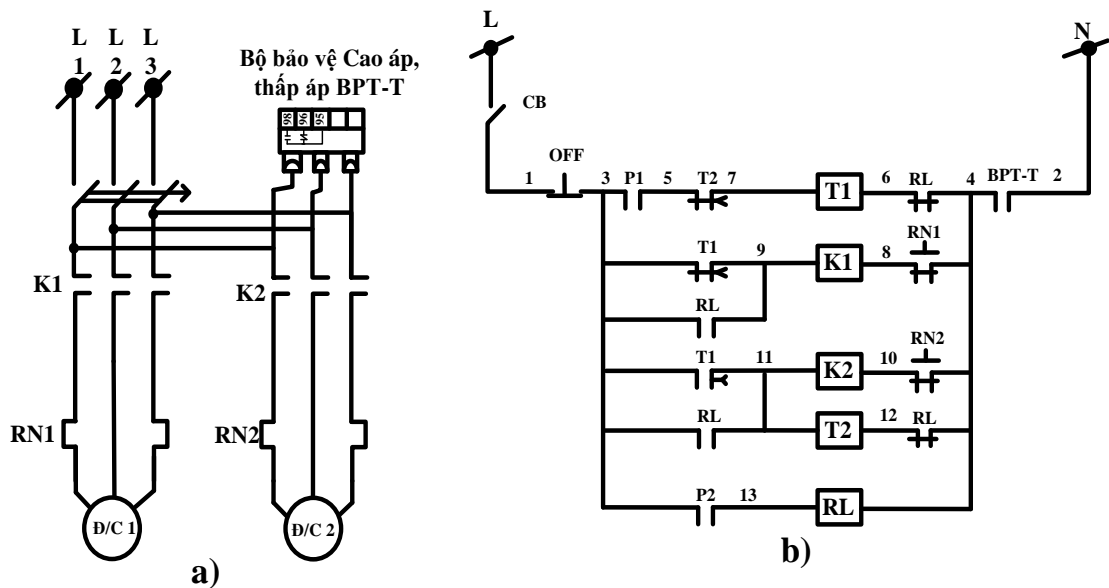 L L L
1 2 3
Bộ bảo vệ Cao áp,
thấp áp BPT-T
98 96 95
K1
K2
RN1
RN2
Đ/C 1
Đ/C 2
a)
L
N
CB
OFF
1 3 P1 5 T2 7 T1 6 RL 4 BPT-T 2
T1 9 K1 8 RN1
RL
T1 11 K2 10 RN2
RL T2 12 RL
P2 13 RL
b)